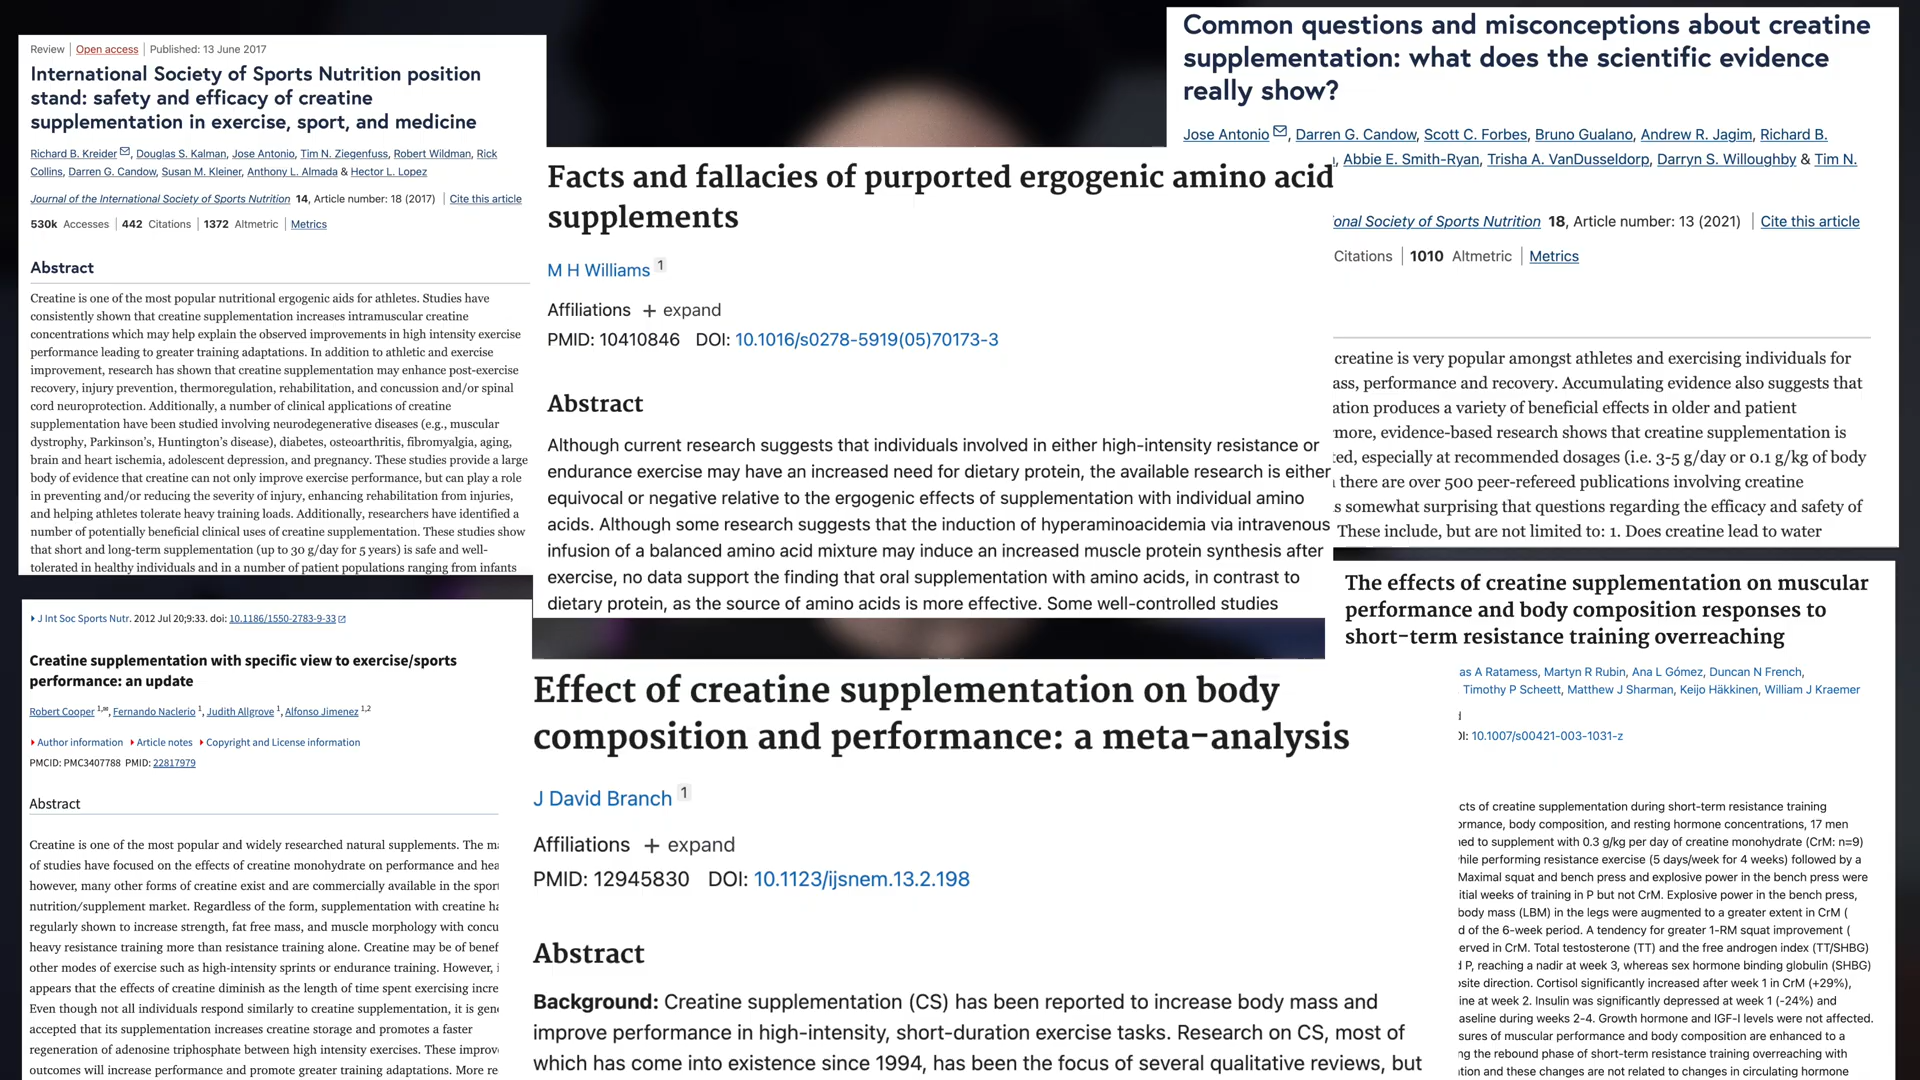 Review | Open access | Published: 13 June 2017
International Society of Sports Nutrition position
stand: safety and efficacy of creatine
supplementation in exercise, sport, and medicine
Richard B. Kreider, Douglas S. Kalman, Jose Antonio, Tim N. Ziegenfuss, Robert Wildman, Rick
Collins, Darren G. Candow, Susan M. Kleiner, Anthony L. Almada & Hector L. Lopez
Journal of the International Society of Sports Nutrition 14, Article number: 18 (2017) | Cite this article
530k Accesses | 442 Citations | 1372 Altmetric | Metrics
Abstract
Creatine is one of the most popular nutritional ergogenic aids for athletes. Studies have
consistently shown that creatine supplementation increases intramuscular creatine
concentrations which may help explain the observed improvements in high intensity exercise
performance leading to greater training adaptations. In addition to athletic and exercise
improvement, research has shown that creatine supplementation may enhance post-exercise
recovery, injury prevention, thermoregulation, rehabilitation, and concussion and/or spinal
cord neuroprotection. Additionally, a number of clinical applications of creatine
supplementation have been studied involving neurodegenerative diseases (e.g., muscular
dystrophy, Parkinson's, Huntington's disease), diabetes, osteoarthritis, fibromyalgia, aging,
brain and heart ischemia, adolescent depression, and pregnancy. These studies provide a large
body of evidence that creatine can not only improve exercise performance, but can play a role
in preventing and/or reducing the severity of injury, enhancing rehabilitation from injuries,
and helping athletes tolerate heavy training loads. Additionally, researchers have identified a
number of potentially beneficial clinical uses of creatine supplementation. These studies show
that short and long-term supplementation (up to 30 g/day for 5 years) is safe and well-
tolerated in healthy individuals and in a number of patient populations ranging from infants
Facts and fallacies of purported ergogenic amino acid
supplements
M H Williams 1
Affiliations + expand
PMID: 10410846 DOI: 10.1016/s0278-5919(05)70173-3
Abstract
Although current research suggests that individuals involved in either high-intensity resistance or
endurance exercise may have an increased need for dietary protein, the available research is either
equivocal or negative relative to the ergogenic effects of supplementation with individual amino
acids. Although some research suggests that the induction of hyperaminoacidemia via intravenous
infusion of a balanced amino acid mixture may induce an increased muscle protein synthesis after
exercise, no data support the finding that oral supplementation with amino acids, in contrast to
dietary protein, as the source of amino acids is more effective. Some well-controlled studies
Common questions and misconceptions about creatine
supplementation: what does the scientific evidence
really show?
Jose Antonio, Darren G. Candow, Scott C. Forbes, Bruno Gualano, Andrew R. Jagim, Richard B.
, Abbie E. Smith-Ryan, Trisha A. VanDusseldorp, Darryn S. Willoughby & Tim N.
onal Society of Sports Nutrition 18, Article number: 13 (2021) | Cite this article
Citations | 1010 Altmetric | Metrics
creatine is very popular amongst athletes and exercising individuals for
ass, performance and recovery. Accumulating evidence also suggests that
ation produces a variety of beneficial effects in older and patient
more, evidence-based research shows that creatine supplementation is
ed, especially at recommended dosages (i.e. 3-5 g/day or 0.1 g/kg of body
there are over 500 peer-refereed publications involving creatine
s somewhat surprising that questions regarding the efficacy and safety of
These include, but are not limited to: 1. Does creatine lead to water
J Int Soc Sports Nutr. 2012 Jul 20;9:33. doi: 10.1186/1550-2783-9-33
Creatine supplementation with specific view to exercise/sports
performance: an update
Robert Cooper 1,✉, Fernando Naclerio 1, Judith Allgrove 1, Alfonso Jimenez 1,2
Author information Article notes Copyright and License information
PMCID: PMC3407788 PMID: 22817979
Abstract
Creatine is one of the most popular and widely researched natural supplements. The ma
of studies have focused on the effects of creatine monohydrate on performance and hea
however, many other forms of creatine exist and are commercially available in the sport
nutrition/supplement market. Regardless of the form, supplementation with creatine ha
regularly shown to increase strength, fat free mass, and muscle morphology with concu
heavy resistance training more than resistance training alone. Creatine may be of benef
other modes of exercise such as high-intensity sprints or endurance training. However, i
appears that the effects of creatine diminish as the length of time spent exercising incre
Even though not all individuals respond similarly to creatine supplementation, it is gene
accepted that its supplementation increases creatine storage and promotes a faster
regeneration of adenosine triphosphate between high intensity exercises. These improv
outcomes will increase performance and promote greater training adaptations. More re
Effect of creatine supplementation on body
composition and performance: a meta-analysis
J David Branch 1
Affiliations + expand
PMID: 12945830 DOI: 10.1123/ijsnem.13.2.198
Abstract
Background: Creatine supplementation (CS) has been reported to increase body mass and
improve performance in high-intensity, short-duration exercise tasks. Research on CS, most of
which has come into existence since 1994, has been the focus of several qualitative reviews, but
The effects of creatine supplementation on muscular
performance and body composition responses to
short-term resistance training overreaching
as A Ratamess, Martyn R Rubin, Ana L Gómez, Duncan N French,
Timothy P Scheett, Matthew J Sharman, Keijo Häkkinen, William J Kraemer
OI: 10.1007/s00421-003-1031-z
cts of creatine supplementation during short-term resistance training
ormance, body composition, and resting hormone concentrations, 17 men
ned to supplement with 0.3 g/kg per day of creatine monohydrate (CrM: n=9)
hile performing resistance exercise (5 days/week for 4 weeks) followed by a
Maximal squat and bench press and explosive power in the bench press were
itial weeks of training in P but not CrM. Explosive power in the bench press,
body mass (LBM) in the legs were augmented to a greater extent in CrM (
d of the 6-week period. A tendency for greater 1-RM squat improvement (
erved in CrM. Total testosterone (TT) and the free androgen index (TT/SHBG)
d P, reaching a nadir at week 3, whereas sex hormone binding globulin (SHBG)
osite direction. Cortisol significantly increased after week 1 in CrM (+29%),
ine at week 2. Insulin was significantly depressed at week 1 (-24%) and
aseline during weeks 2-4. Growth hormone and IGF-I levels were not affected.
sures of muscular performance and body composition are enhanced to a
ng the rebound phase of short-term resistance training overreaching with
tion and these changes are not related to changes in circulating hormone